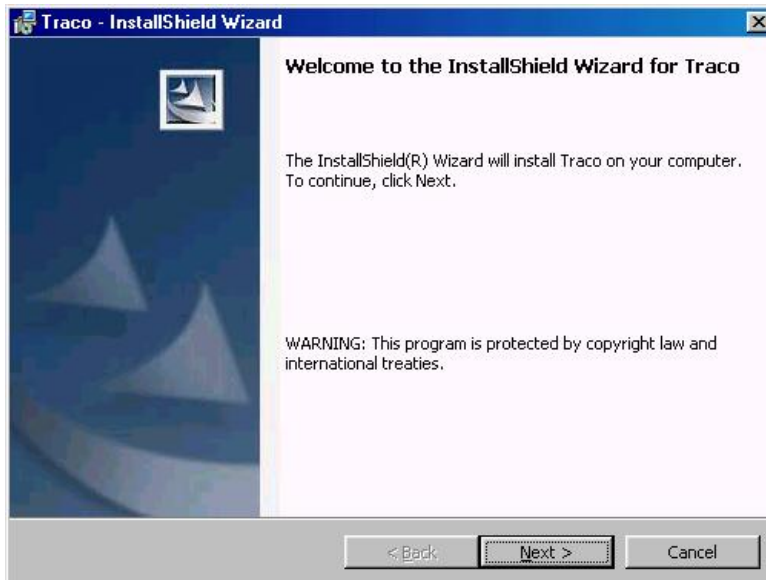 Traco - InstallShield Wizard
Welcome to the InstallShield Wizard for Traco
The InstallShield(R) Wizard will install Traco on your computer.
To continue, click Next.
WARNING: This program is protected by copyright law and
international treaties.
< Back
Next >
Cancel